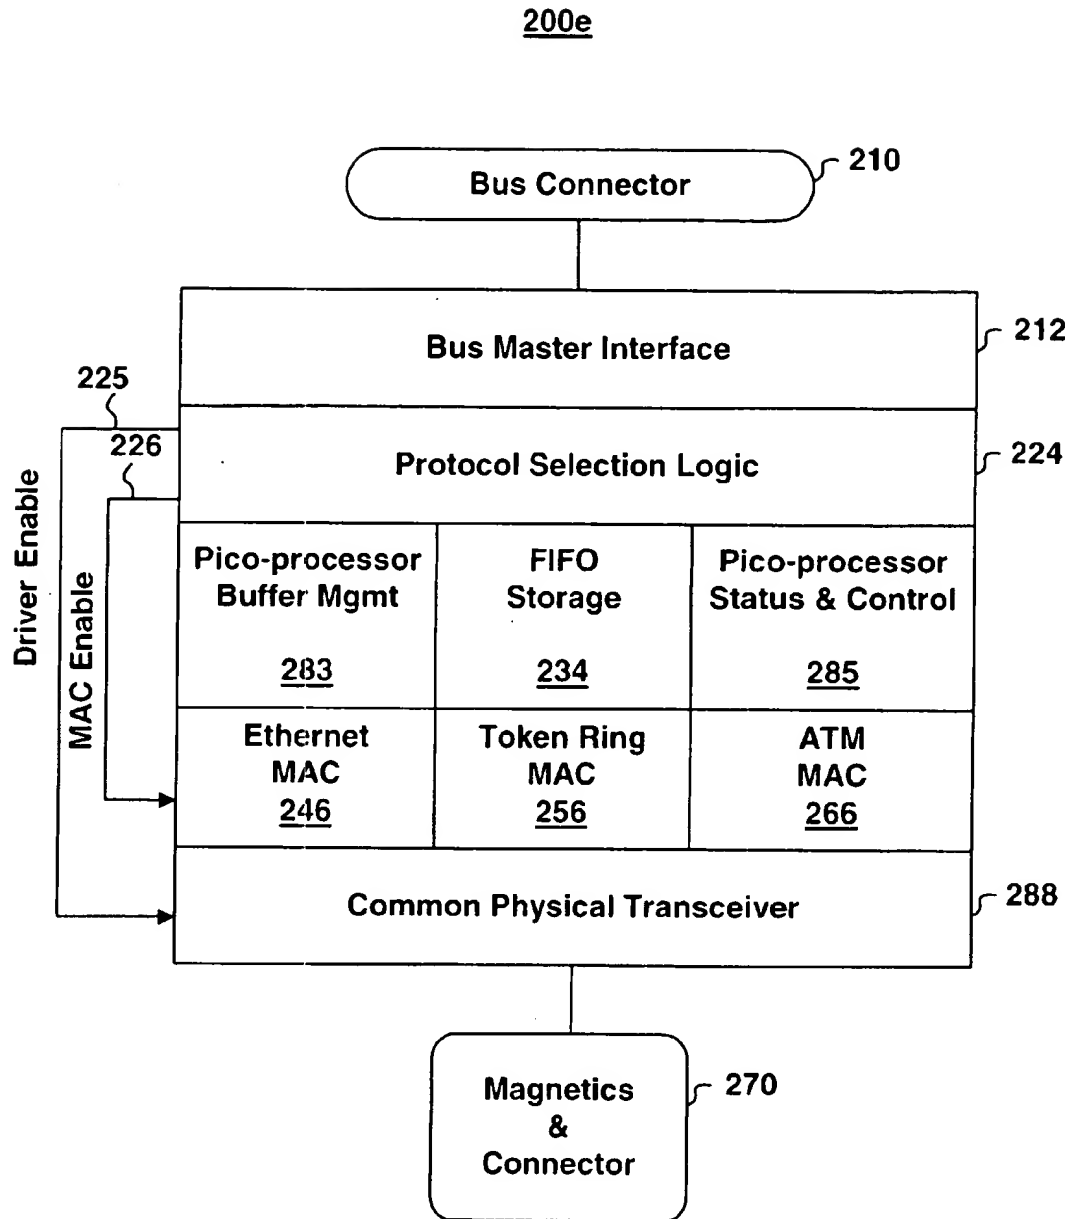 200e
Bus Connector
210
Bus Master Interface
212
225
Protocol Selection Logic
224
226
Driver Enable
MAC Enable
Pico-processor
Buffer Mgmt
283
FIFO
Storage
234
Pico-processor
Status & Control
285
Ethernet
MAC
246
Token Ring
MAC
256
ATM
MAC
266
Common Physical Transceiver
288
Magnetics
&
Connector
270